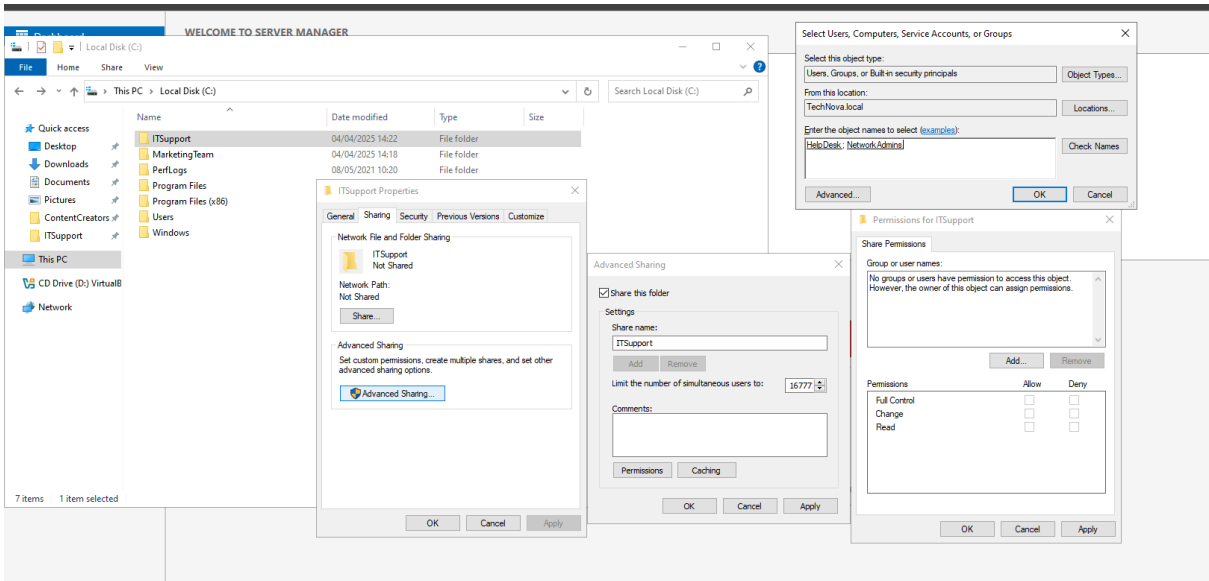 WELCOME TO SERVER MANAGER
Local Disk (C:)
File Home Share View
This PC > Local Disk (C:)
Search Local Disk (C:)
Name Date modified Type Size
Quick access
Desktop
Downloads
Documents
Pictures
ContentCreators
ITSupport
This PC
CD Drive (D:) VirtualB
Network
ITSupport 04/04/2025 14:22 File folder
MarketingTeam 04/04/2025 14:18 File folder
PerfLogs 08/05/2021 10:20 File folder
Program Files
Program Files (x86)
Users
Windows
7 items 1 item selected
ITSupport Properties
General Sharing Security Previous Versions Customize
Network File and Folder Sharing
ITSupport
Not Shared
Network Path:
Not Shared
Share...
Advanced Sharing
Set custom permissions, create multiple shares, and set other
advanced sharing options.
Advanced Sharing...
OK Cancel Apply
Advanced Sharing
Share this folder
Settings
Share name:
ITSupport
Add Remove
Limit the number of simultaneous users to: 16777
Comments:
Permissions Caching
OK Cancel Apply
Select Users, Computers, Service Accounts, or Groups
Select this object type:
Users, Groups, or Built-in security principals Object Types...
From this location:
TechNova.local Locations...
Enter the object names to select (examples):
HelpDesk; NetworkAdmins Check Names
Advanced... OK Cancel
Permissions for ITSupport
Share Permissions
Group or user names:
No groups or users have permission to access this object.
However, the owner of this object can assign permissions.
Add... Remove
Permissions Allow Deny
Full Control
Change
Read
OK Cancel Apply